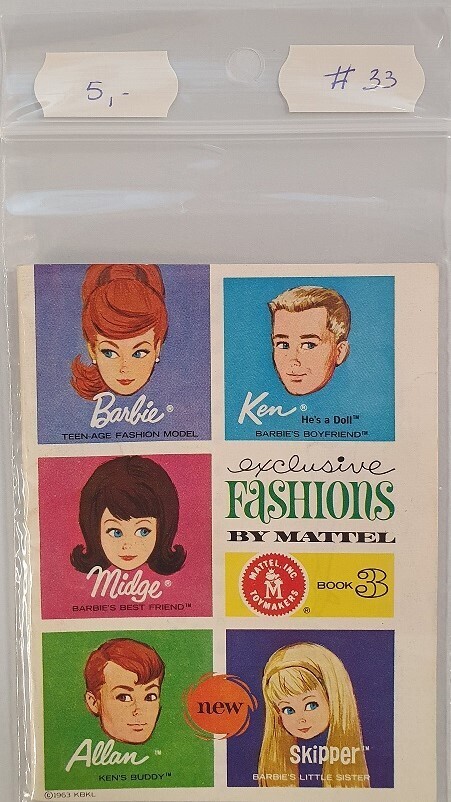 5,-
# 33
Barbie®
TEEN-AGE FASHION MODEL
Ken®
He's a Doll™
BARBIE'S BOYFRIEND™
exclusive
FASHIONS
BY MATTEL
Midge®
BARBIE'S BEST FRIEND™
MATTEL, INC.
M
TOYMAKERS
®
BOOK 3
Allan™
KEN'S BUDDY™
new
Skipper™
BARBIE'S LITTLE SISTER
©1963 KBKL